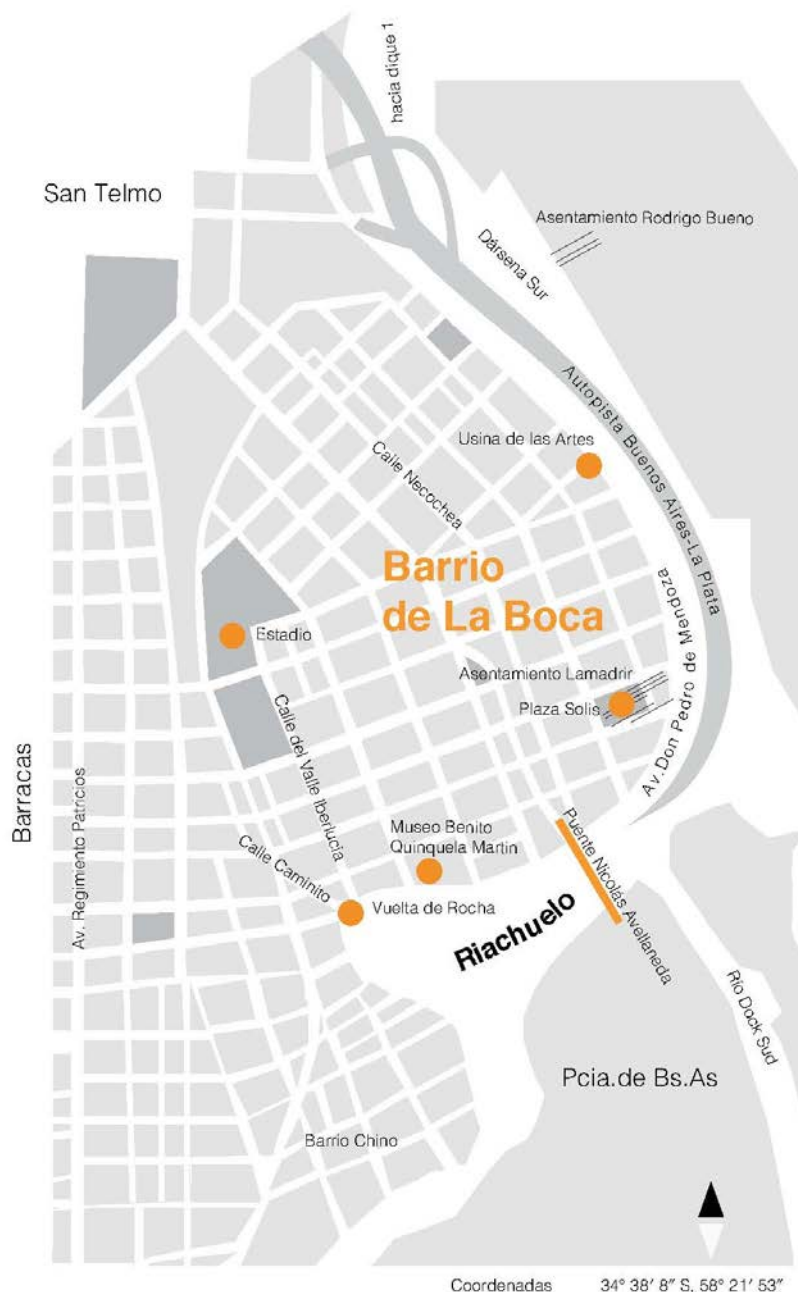 hacia dique 1
San Telmo
Asentamiento Rodrigo Bueno
Dársena Sur
Autopista Buenos Aires-La Plata
Usina de las Artes
Calle Necochea
Barrio
de La Boca
Av.Don Pedro de Mendoza
Estadio
Asentamiento Lamadrir
Plaza Solis
Calle del Valle Iberlucia
Barracas
Av. Regimiento Patricios
Museo Benito
Quinquela Martin
Calle Caminito
Vuelta de Rocha
Puente Nicolás Avellaneda
Riachuelo
Río Dock Sud
Pcia.de Bs.As
Barrio Chino
Coordenadas 34° 38' 8" S, 58° 21' 53"